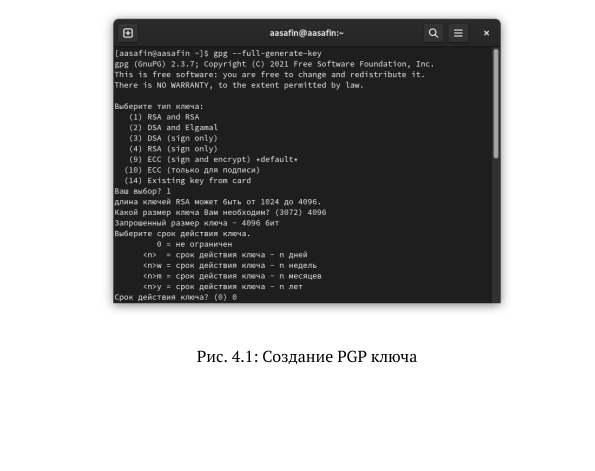 aasafin@aasafin:~
[aasafin@aasafin ~]$ gpg --full-generate-key
gpg (GnuPG) 2.3.7; Copyright (C) 2021 Free Software Foundation, Inc.
This is free software: you are free to change and redistribute it.
There is NO WARRANTY, to the extent permitted by law.
Выберите тип ключа:
(1) RSA and RSA
(2) DSA and Elgamal
(3) DSA (sign only)
(4) RSA (sign only)
(9) ECC (sign and encrypt) *default*
(10) ECC (только для подписи)
(14) Existing key from card
Ваш выбор? 1
длина ключей RSA может быть от 1024 до 4096.
Какой размер ключа Вам необходим? (3072) 4096
Запрошенный размер ключа - 4096 бит
Выберите срок действия ключа.
0 = не ограничен
<n> = срок действия ключа - n дней
<n>w = срок действия ключа - n недель
<n>m = срок действия ключа - n месяцев
<n>y = срок действия ключа - n лет
Срок действия ключа? (0) 0
Рис. 4.1: Создание PGP ключа